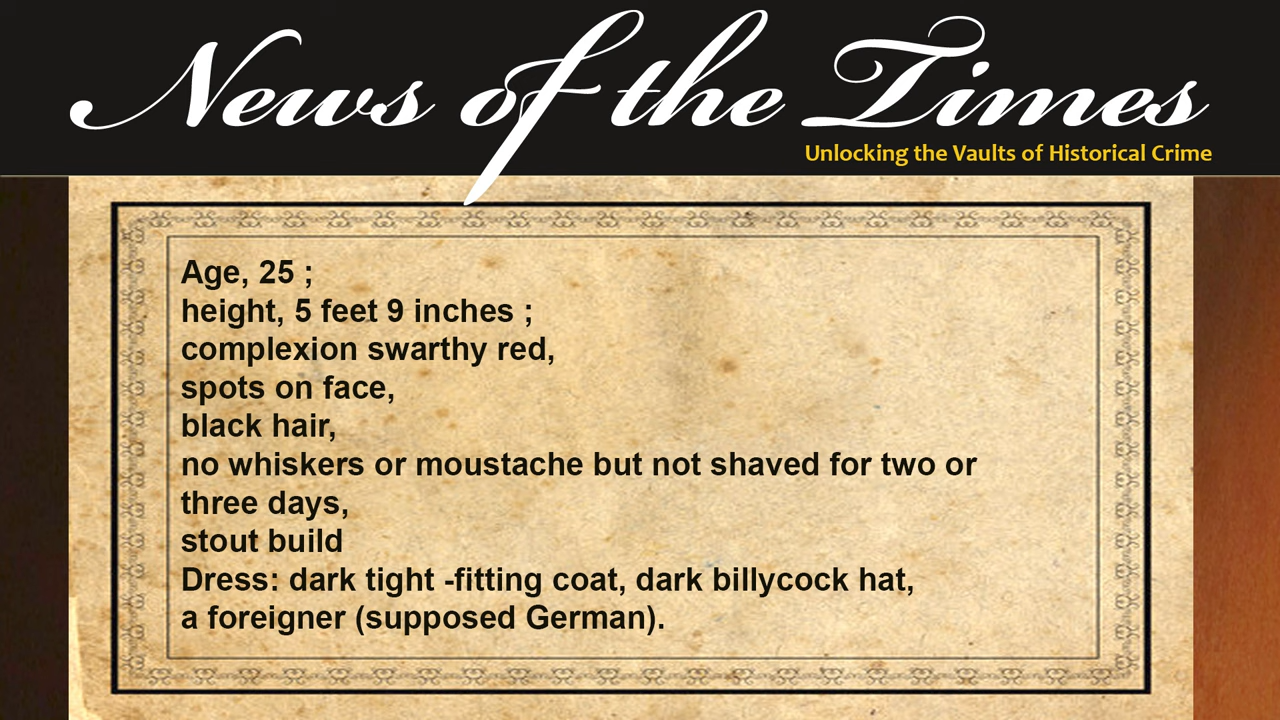 News of the Times
Unlocking the Vaults of Historical Crime
Age, 25 ;
height, 5 feet 9 inches ;
complexion swarthy red,
spots on face,
black hair,
no whiskers or moustache but not shaved for two or
three days,
stout build
Dress: dark tight -fitting coat, dark billycock hat,
a foreigner (supposed German).